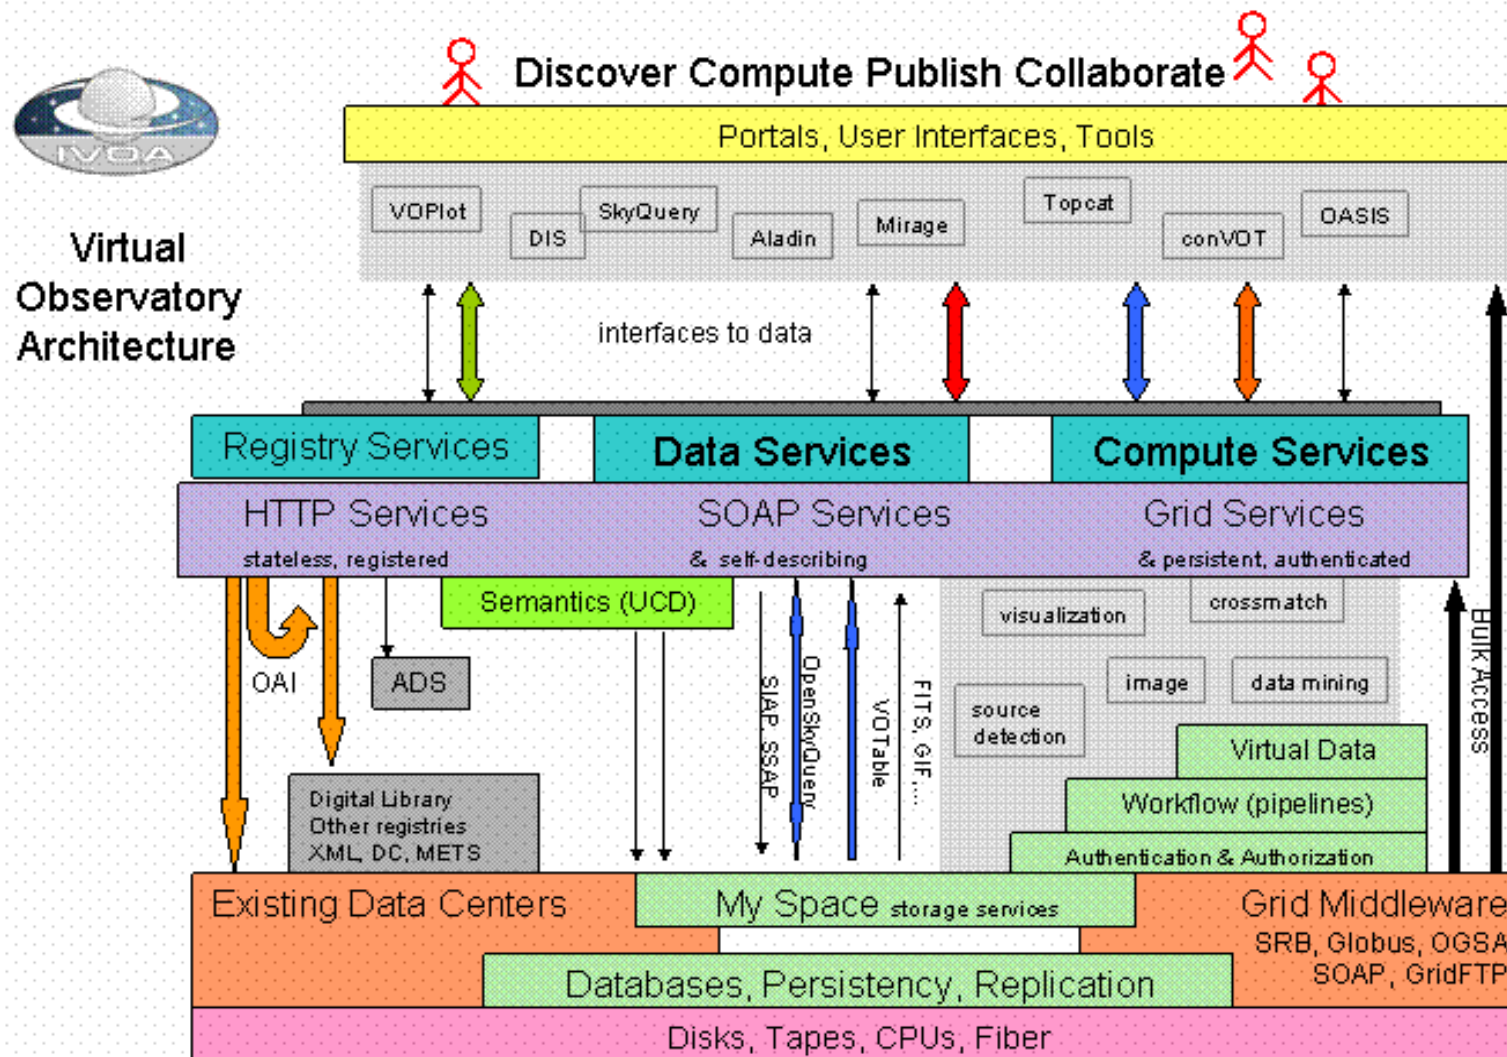 Discover Compute Publish Collaborate
IVOA
Portals, User Interfaces, Tools
VOPlot
DIS
SkyQuery
Aladin
Mirage
Topcat
conVOT
OASIS
Virtual
Observatory
Architecture
interfaces to data
Registry Services
Data Services
Compute Services
HTTP Services
SOAP Services
Grid Services
stateless, registered
& self-describing
& persistent, authenticated
Semantics (UCD)
visualization
crossmatch
OAI
ADS
SIAP, SSAP
OpenSkyQuery
VOTable
FITS, GIF,....
image
data mining
source
detection
Bulk Access
Virtual Data
Workflow (pipelines)
Authentication & Authorization
Digital Library
Other registries
XML, DC, METS
Existing Data Centers
My Space storage services
Grid Middleware
SRB, Globus, OGSA
SOAP, GridFTP
Databases, Persistency, Replication
Disks, Tapes, CPUs, Fiber